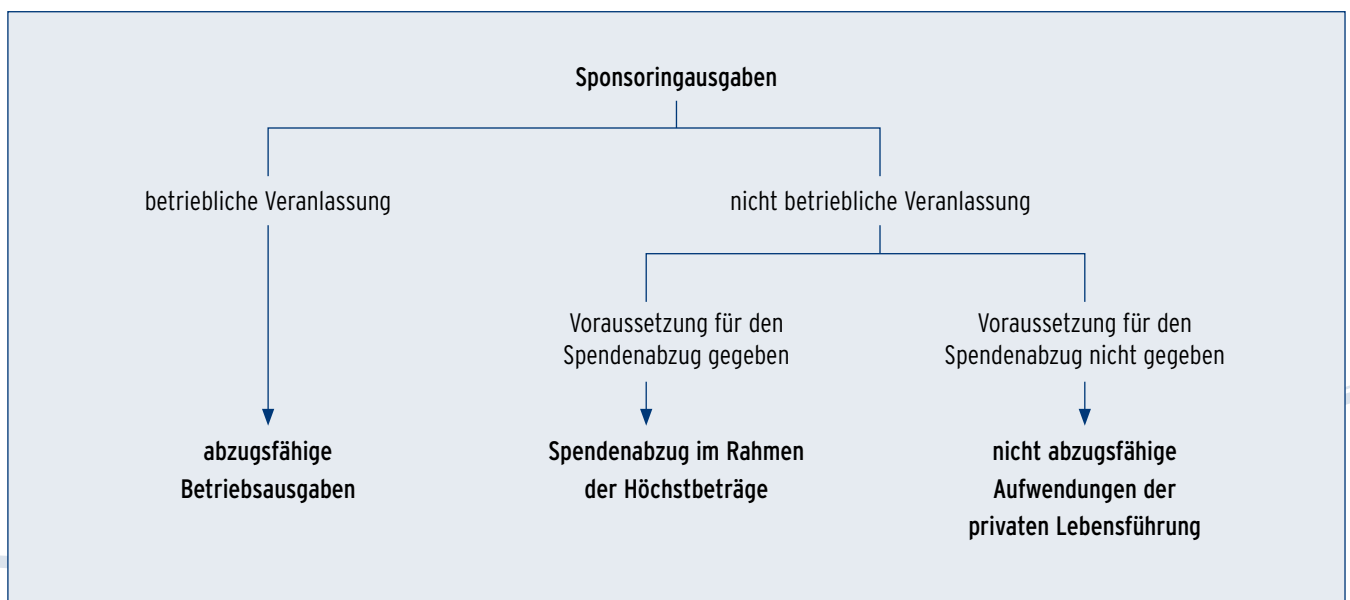 Sponsoringausgaben
betriebliche Veranlassung
nicht betriebliche Veranlassung
Voraussetzung für den
Spendenabzug gegeben
Voraussetzung für den
Spendenabzug nicht gegeben
abzugsfähige
Betriebsausgaben
Spendenabzug im Rahmen
der Höchstbeträge
nicht abzugsfähige
Aufwendungen der
privaten Lebensführung